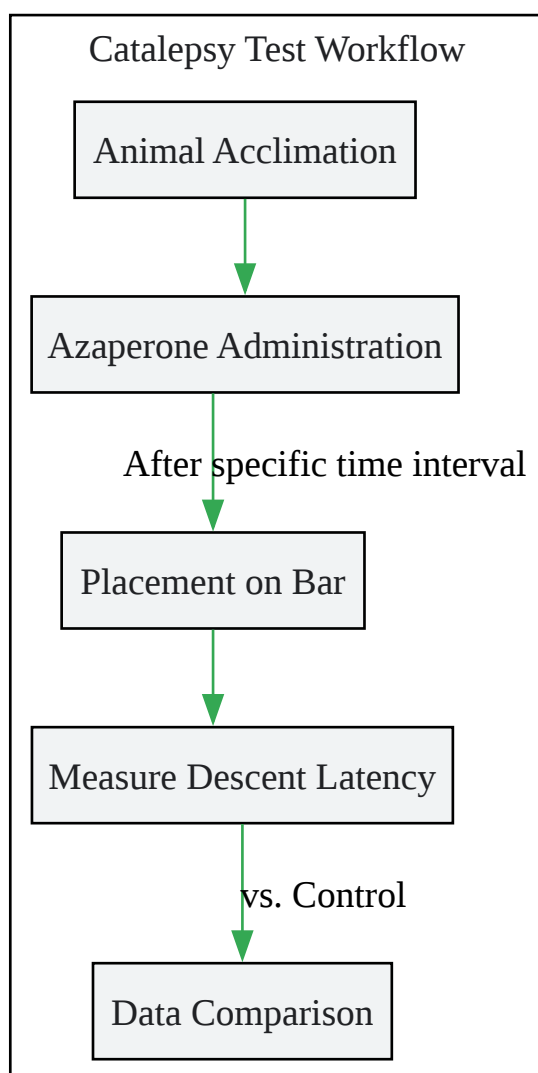 Catalepsy Test Workflow
Animal Acclimation
Azaperone Administration
After specific time interval
Placement on Bar
Measure Descent Latency
vs. Control
Data Comparison